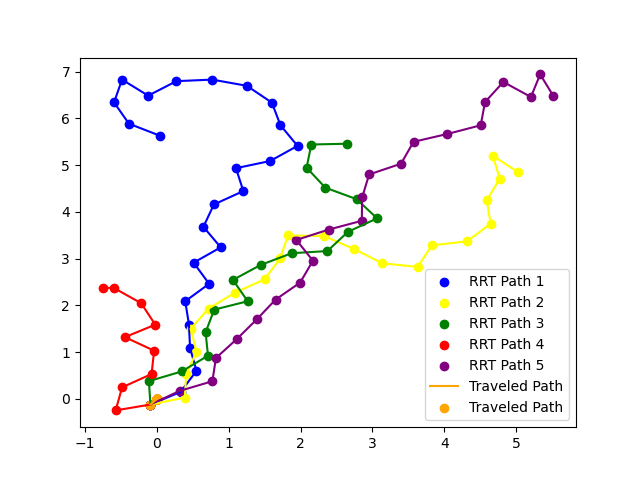 7
6
5
4
3
2
1
0
−1
0
1
2
3
4
5
RRT Path 1
RRT Path 2
RRT Path 3
RRT Path 4
RRT Path 5
Traveled Path
Traveled Path